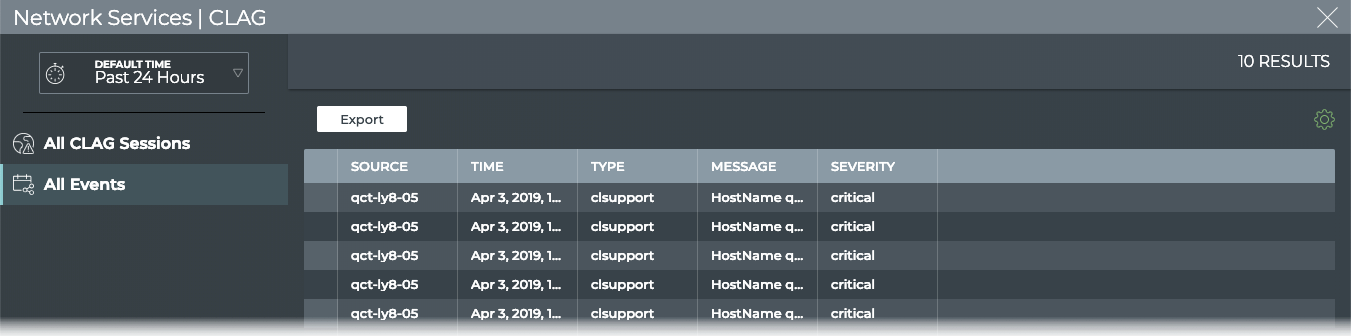 Network Services | CLAG
DEFAULT TIME
Past 24 Hours
10 RESULTS
All CLAG Sessions
All Events
Export
SOURCE TIME TYPE MESSAGE SEVERITY
qct-ly8-05 Apr 3, 2019, 1... clsupport HostName q... critical
qct-ly8-05 Apr 3, 2019, 1... clsupport HostName q... critical
qct-ly8-05 Apr 3, 2019, 1... clsupport HostName q... critical
qct-ly8-05 Apr 3, 2019, 1... clsupport HostName q... critical
qct-ly8-05 Apr 3, 2019, 1... clsupport HostName q... critical